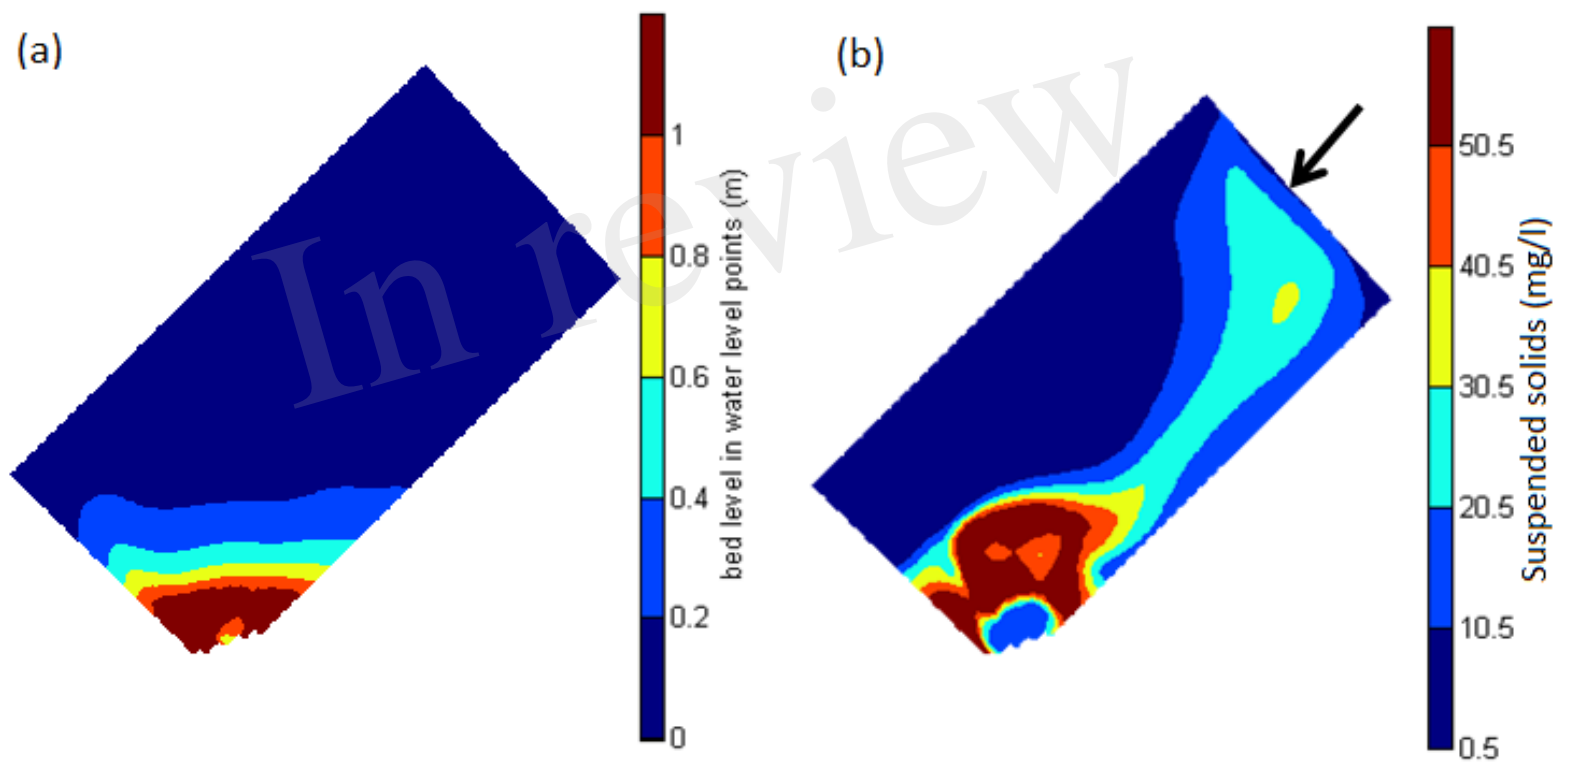 (a)
1
0.8
0.6
0.4
0.2
0
bed level in water level points (m)
(b)
50.5
40.5
30.5
20.5
10.5
0.5
Suspended solids (mg/l)
In review